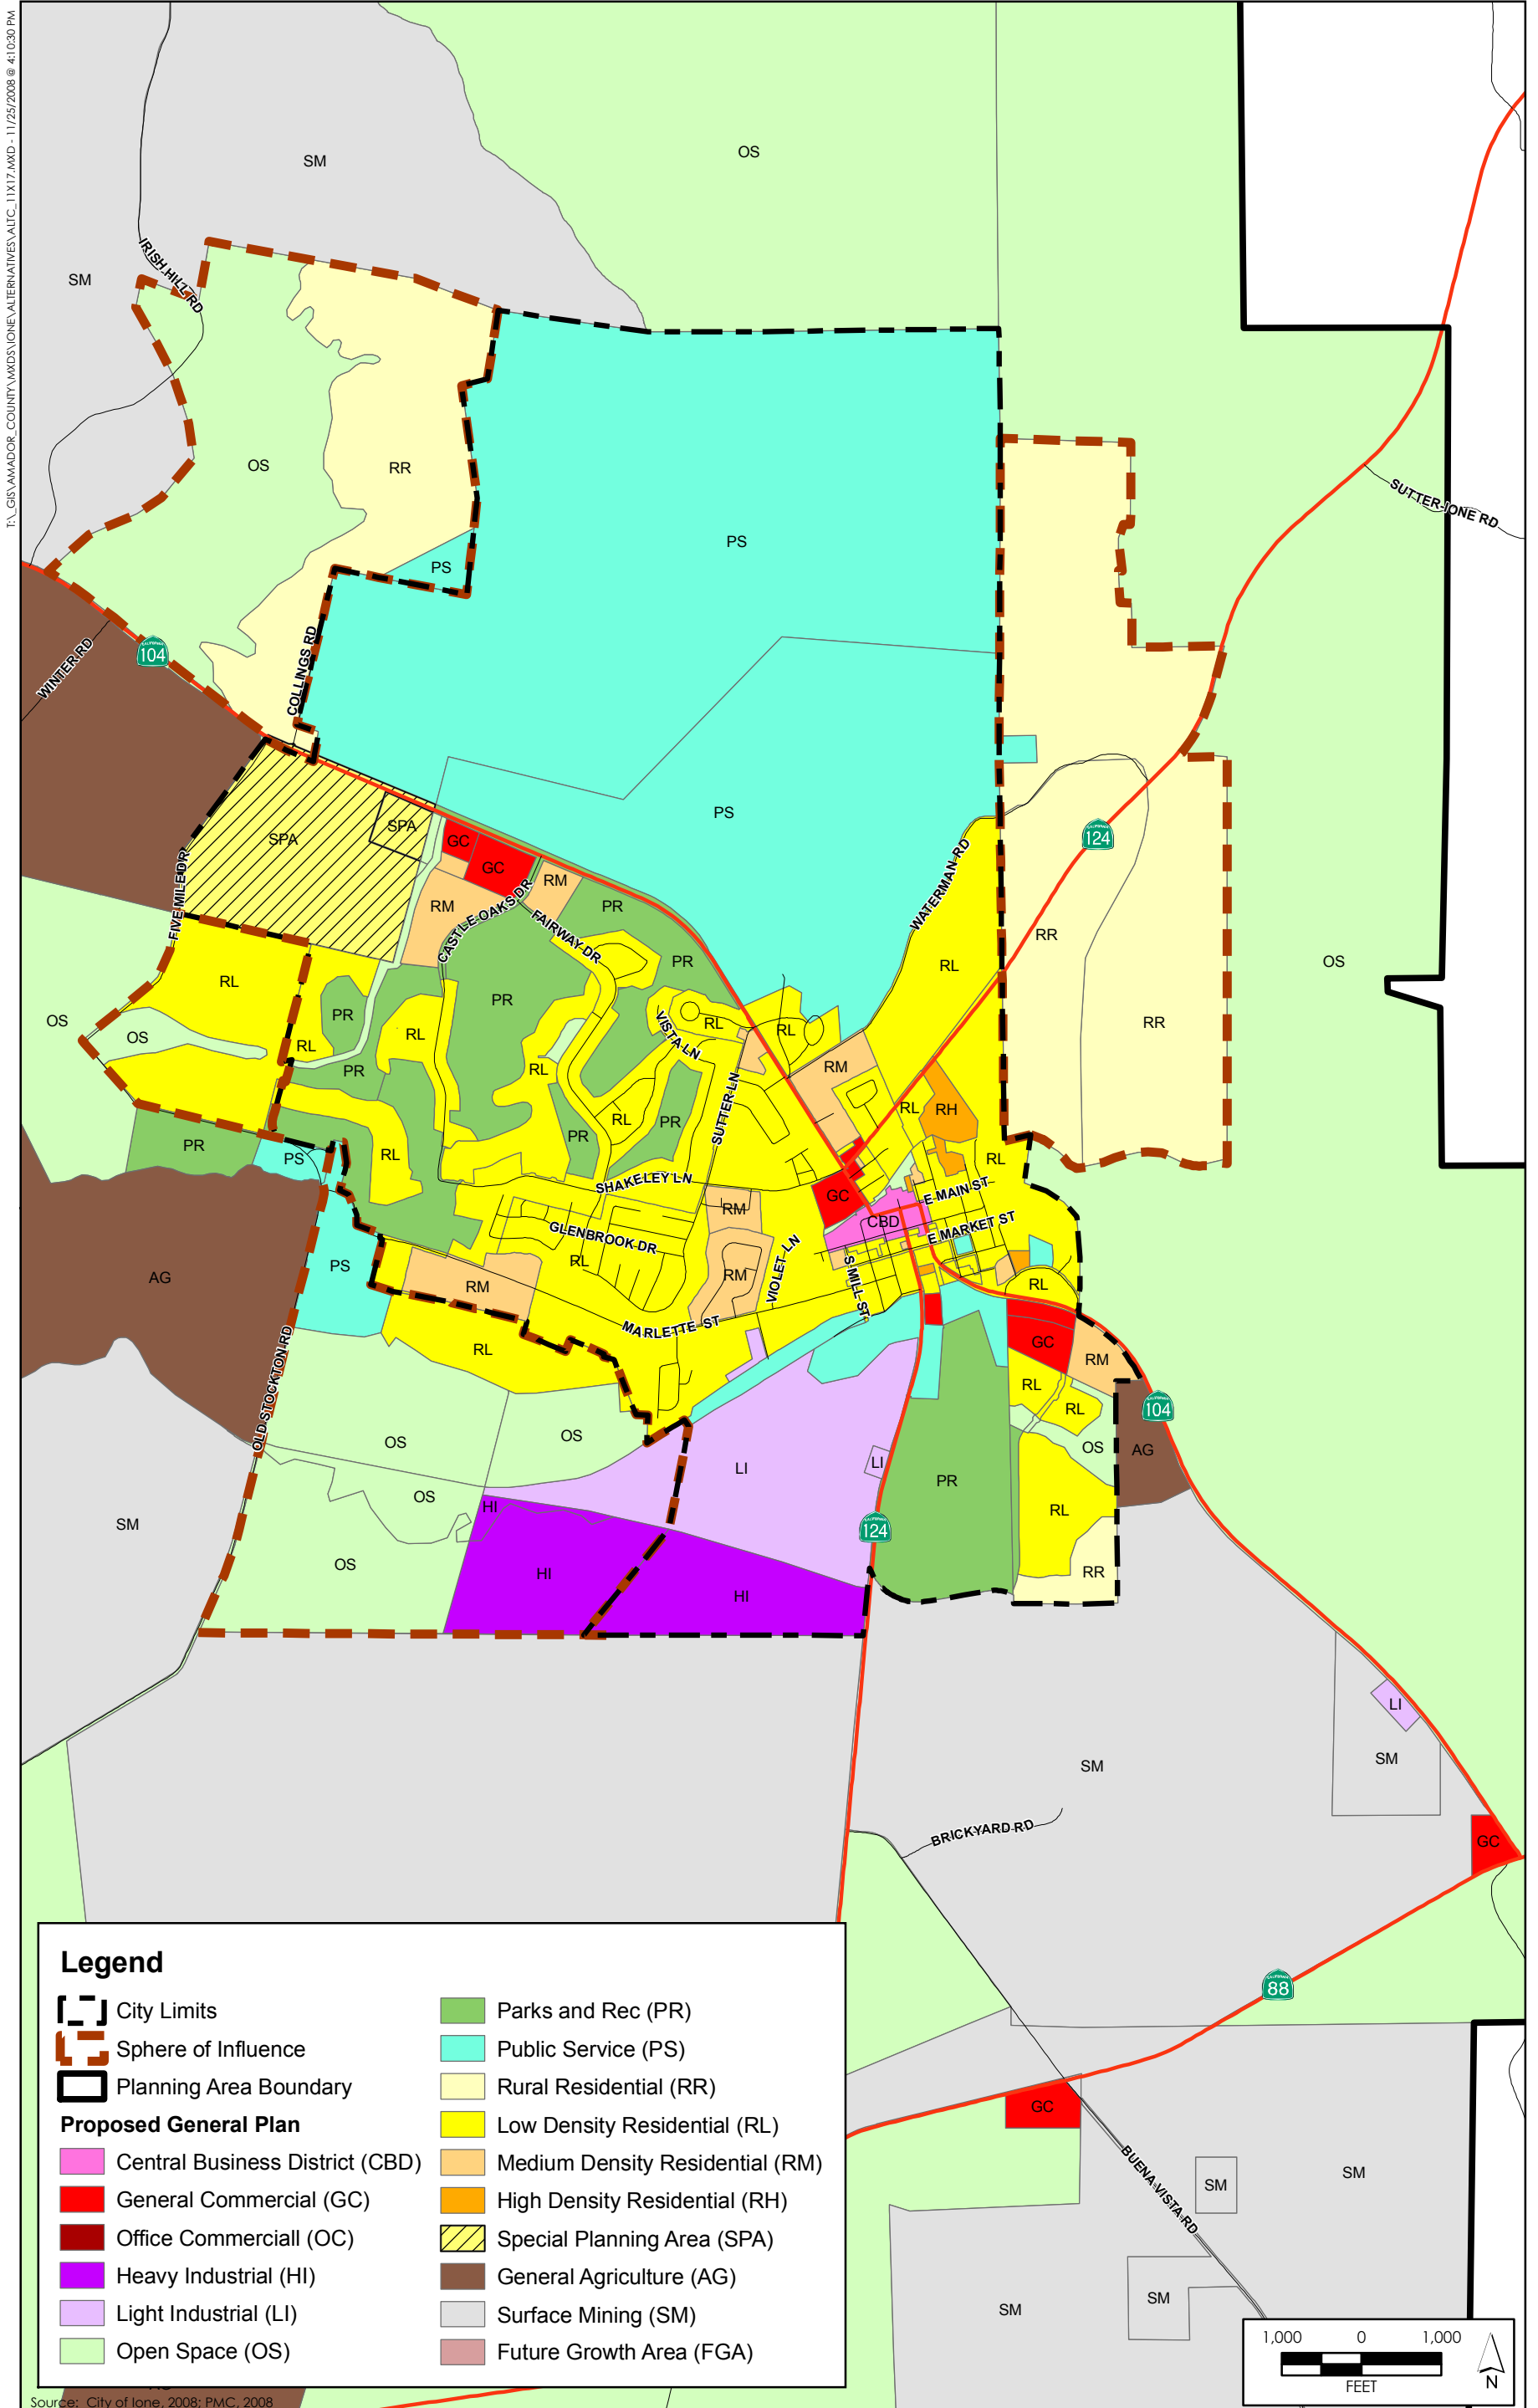 T:\_GIS\AMADOR_COUNTY\MXDS\IONE\ALTERNATIVES\ALTC_11X17.MXD - 11/25/2008 @ 4:10:30 PM
OS
SM
IRISH HILL RD
SM
OS
RR
SUTTER-IONE RD
PS
PS
COLLINGS RD
WINTER RD
104
PS
SPA
SPA
GC
GC
124
FIVE MILE DR
RM
RM
CASTLE OAKS DR
FAIRWAY DR
PR
WATERMAN RD
RR
PR
RL
OS
RL
PR
PR
RR
OS
OS
RL
RL
VISTA LN
RL
RL
RL
PR
RL
RM
SUTTER LN
RL
RH
RL
PR
PR
PR
RL
PS
RL
SHAKELEY LN
GC
E MAIN ST
RM
CBD
E MARKET ST
GLENBROOK DR
RL
VIOLET LN
S MILL ST
AG
PS
RM
RM
RL
MARLETTE ST
RL
GC
RM
RL
RL
104
OLD STOCKTON RD
OS
OS
OS
AG
LI
LI
PR
OS
HI
RL
SM
124
OS
HI
HI
RR
LI
SM
SM
BRICKYARD RD
GC
88
GC
BUENA VISTA RD
SM
SM
SM
SM
Legend
City Limits
Sphere of Influence
Planning Area Boundary
Proposed General Plan
Central Business District (CBD)
General Commercial (GC)
Office Commerciall (OC)
Heavy Industrial (HI)
Light Industrial (LI)
Open Space (OS)
Parks and Rec (PR)
Public Service (PS)
Rural Residential (RR)
Low Density Residential (RL)
Medium Density Residential (RM)
High Density Residential (RH)
Special Planning Area (SPA)
General Agriculture (AG)
Surface Mining (SM)
Future Growth Area (FGA)
1,000 0 1,000
FEET
N
Source: City of Ione, 2008; PMC, 2008